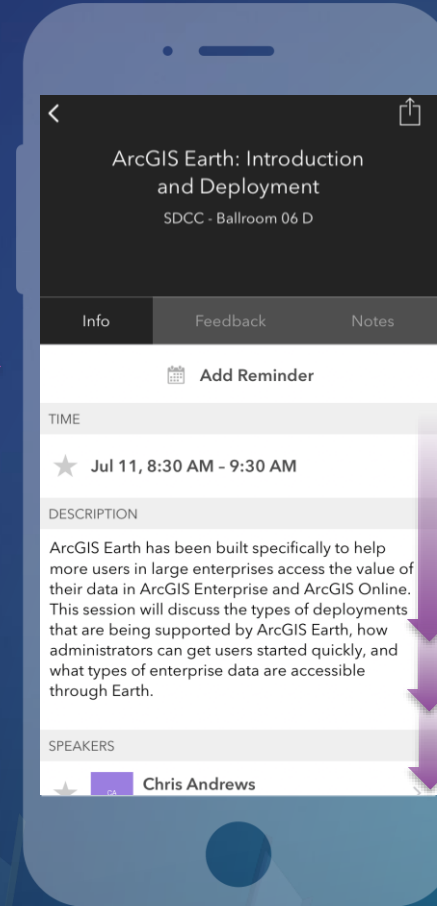 ArcGIS Earth: Introduction
and Deployment
SDCC - Ballroom 06 D
Info Feedback Notes
Add Reminder
TIME
Jul 11, 8:30 AM – 9:30 AM
DESCRIPTION
ArcGIS Earth has been built specifically to help
more users in large enterprises access the value of
their data in ArcGIS Enterprise and ArcGIS Online.
This session will discuss the types of deployments
that are being supported by ArcGIS Earth, how
administrators can get users started quickly, and
what types of enterprise data are accessible
through Earth.
SPEAKERS
CA Chris Andrews